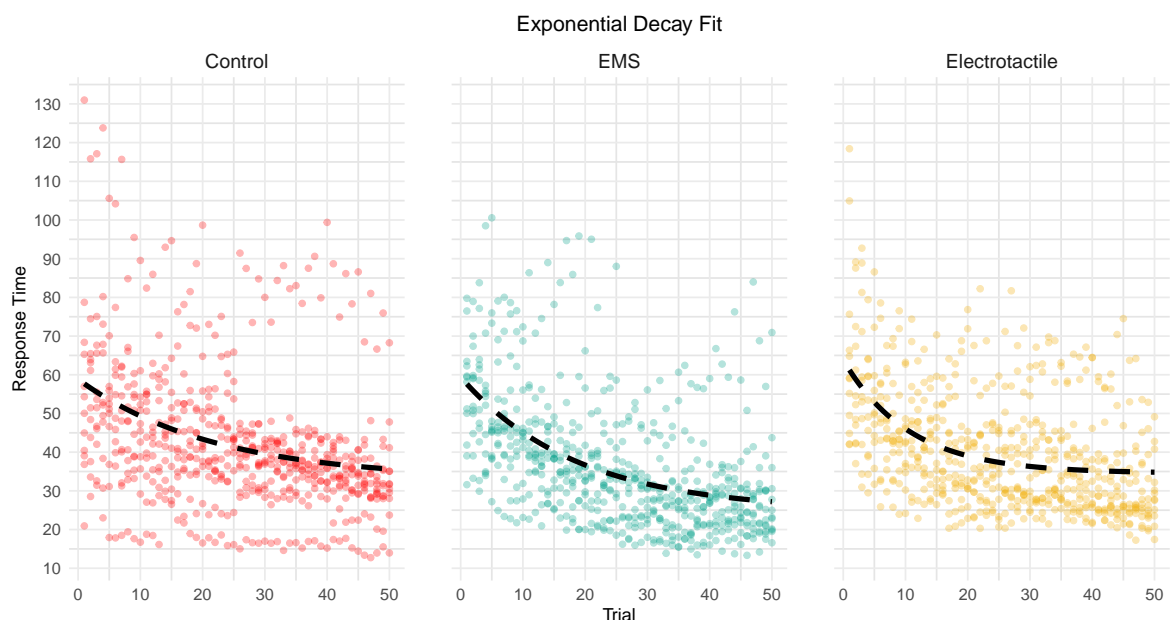 Exponential Decay Fit
Control EMS Electrotactile
Response Time
130
120
110
100
90
80
70
60
50
40
30
20
10
0 10 20 30 40 50 0 10 20 30 40 50 0 10 20 30 40 50
Trial